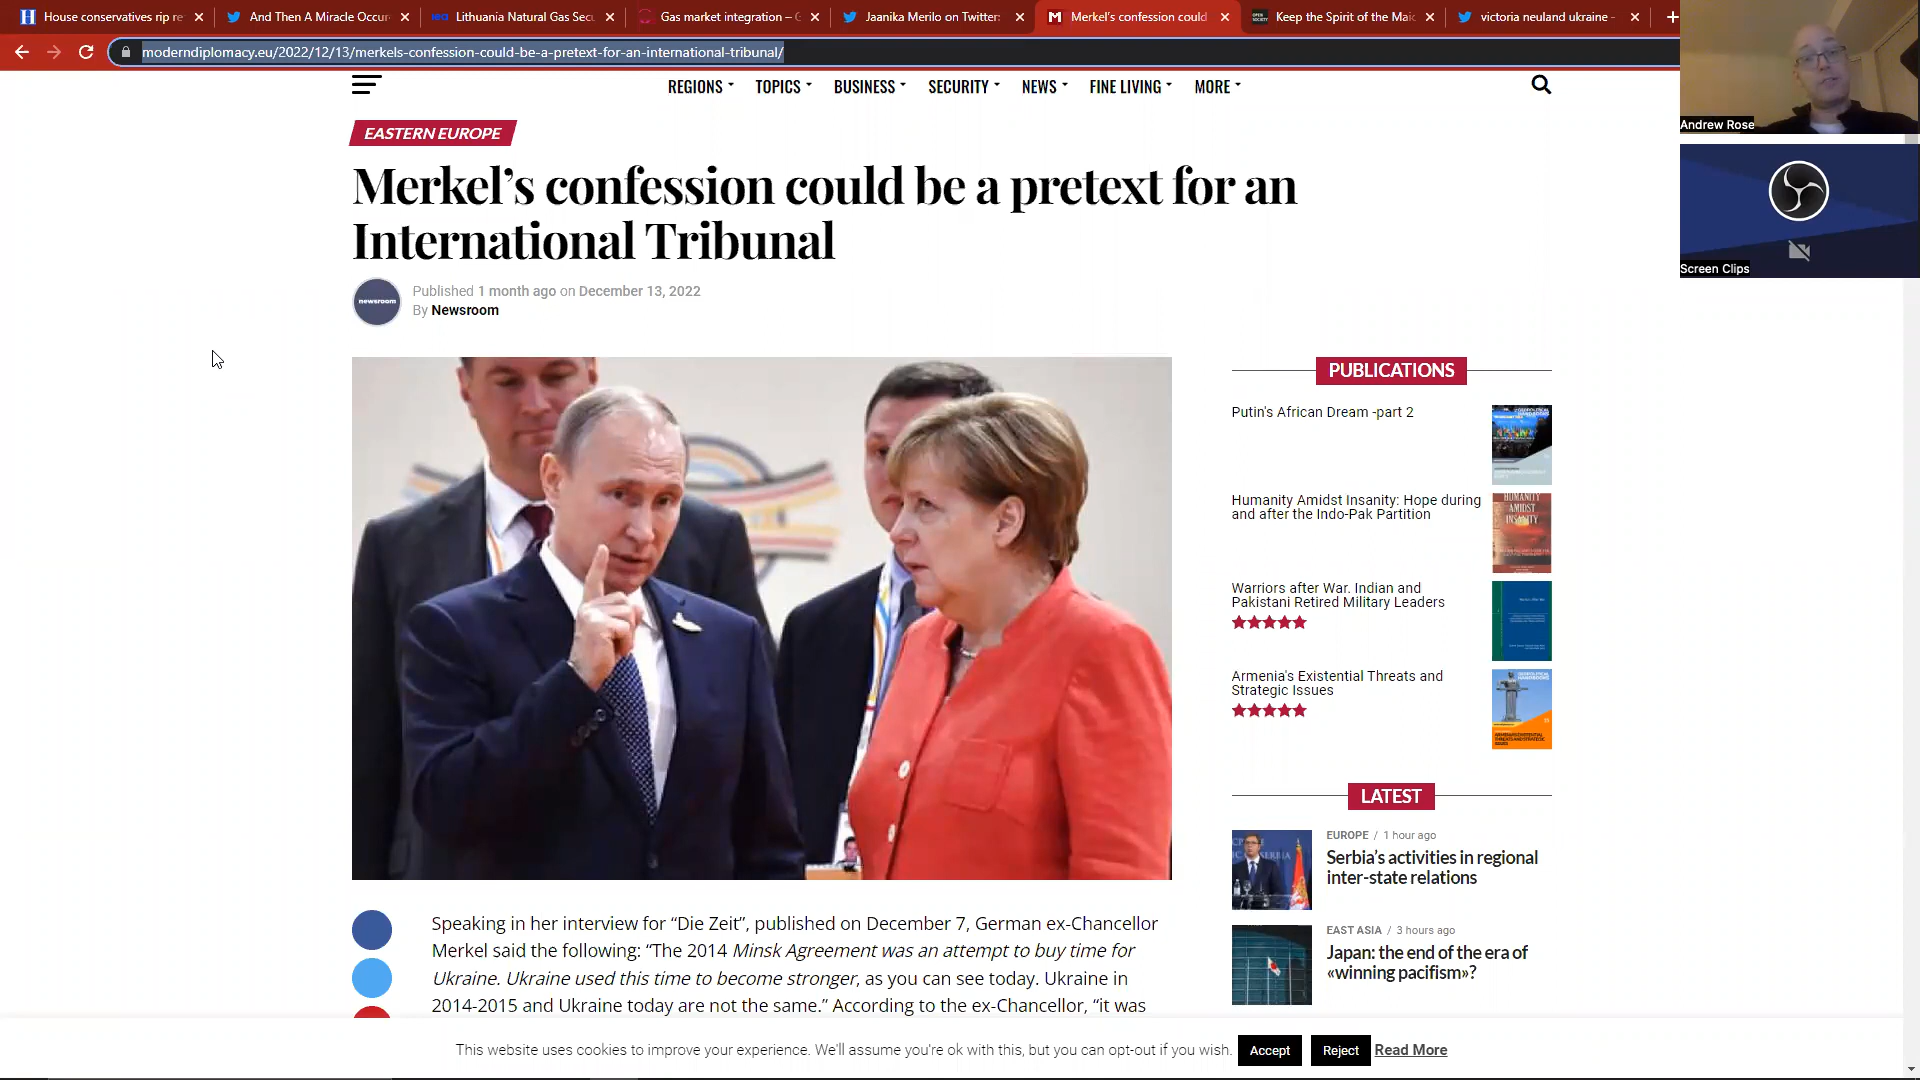 House conservatives rip re
And Then A Miracle Occur
Lithuania Natural Gas Secu
Gas market integration –
Jaanika Merilo on Twitter:
Merkel's confession could
Keep the Spirit of the Maid
victoria neuland ukraine -
moderndiplomacy.eu/2022/12/13/merkels-confession-could-be-a-pretext-for-an-international-tribunal/
Andrew Rose
Screen Clips
REGIONS
TOPICS
BUSINESS
SECURITY
NEWS
FINE LIVING
MORE
EASTERN EUROPE
Merkel’s confession could be a pretext for an
International Tribunal
newsroom
Published 1 month ago on December 13, 2022
By Newsroom
PUBLICATIONS
Putin's African Dream -part 2
Humanity Amidst Insanity: Hope during
and after the Indo-Pak Partition
HUMANITY
AMIDST
INSANITY
Warriors after War. Indian and
Pakistani Retired Military Leaders
Armenia's Existential Threats and
Strategic Issues
LATEST
EUROPE / 1 hour ago
Serbia’s activities in regional
inter-state relations
EAST ASIA / 3 hours ago
Japan: the end of the era of
«winning pacifism»?
Speaking in her interview for “Die Zeit”, published on December 7, German ex-Chancellor
Merkel said the following: “The 2014 Minsk Agreement was an attempt to buy time for
Ukraine. Ukraine used this time to become stronger, as you can see today. Ukraine in
2014-2015 and Ukraine today are not the same.” According to the ex-Chancellor, “it was
This website uses cookies to improve your experience. We'll assume you're ok with this, but you can opt-out if you wish.
Accept
Reject
Read More